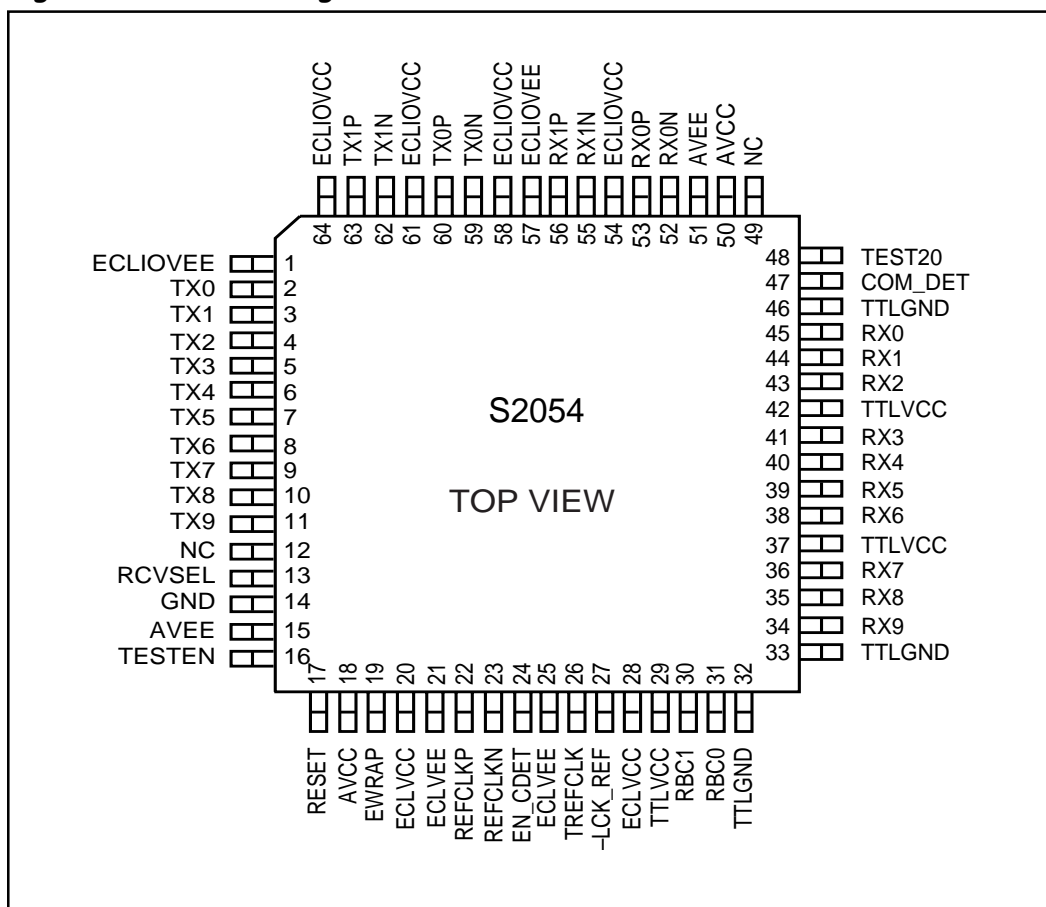 ECLIOVCC
TX1P
TX1N
ECLIOVCC
TX0P
TX0N
ECLIOVCC
ECLIOVEE
RX1P
RX1N
ECLIOVCC
RX0P
RX0N
AVEE
AVCC
NC
64
63
62
61
60
59
58
57
56
55
54
53
52
51
50
49
ECLIOVEE 1
TX0 2
TX1 3
TX2 4
TX3 5
TX4 6
TX5 7
TX6 8
TX7 9
TX8 10
TX9 11
NC 12
RCVSEL 13
GND 14
AVEE 15
TESTEN 16
S2054
TOP VIEW
48 TEST20
47 COM_DET
46 TTLGND
45 RX0
44 RX1
43 RX2
42 TTLVCC
41 RX3
40 RX4
39 RX5
38 RX6
37 TTLVCC
36 RX7
35 RX8
34 RX9
33 TTLGND
17
18
19
20
21
22
23
24
25
26
27
28
29
30
31
32
RESET
AVCC
EWRAP
ECLVCC
ECLVEE
REFCLKP
REFCLKN
EN_CDET
ECLVEE
TREFCLK
–LCK_REF
ECLVCC
TTLVCC
RBC1
RBC0
TTLGND